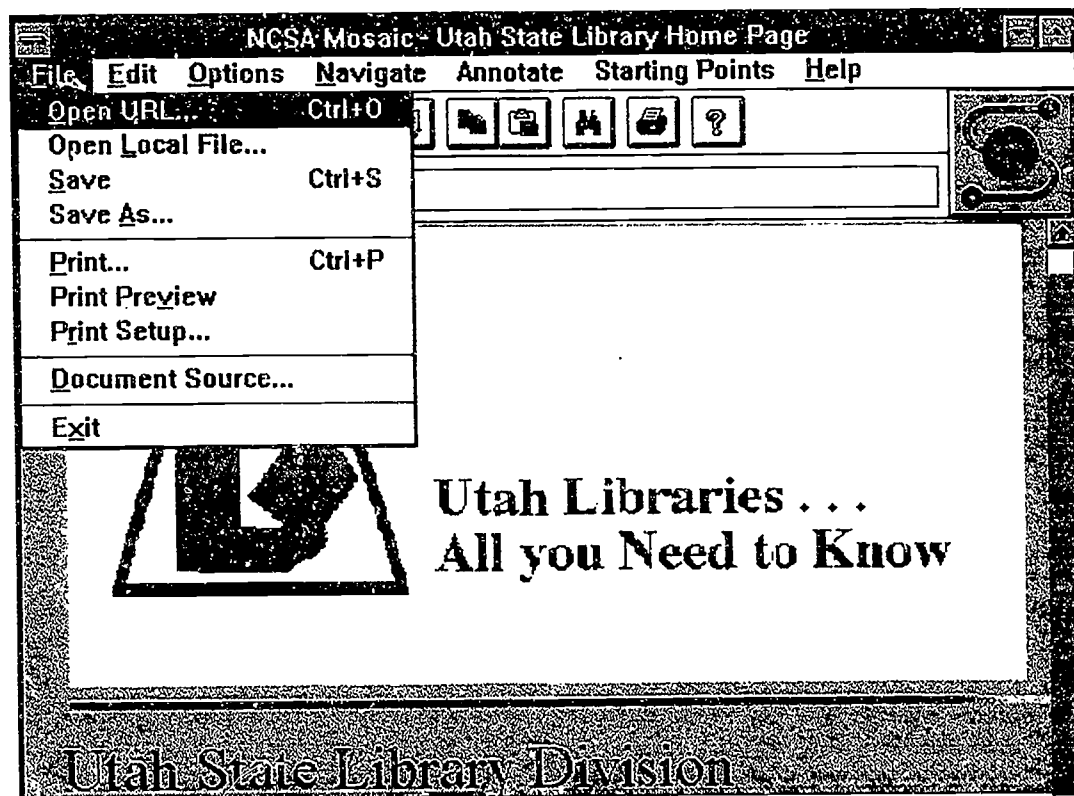 NCSA Mosaic - Utah State Library Home Page
File Edit Options Navigate Annotate Starting Points Help
Open URL... Ctrl+O
Open Local File...
Save Ctrl+S
Save As...
Print... Ctrl+P
Print Preview
Print Setup...
Document Source...
Exit
?
Utah Libraries . . .
All you Need to Know
Utah State Library Division